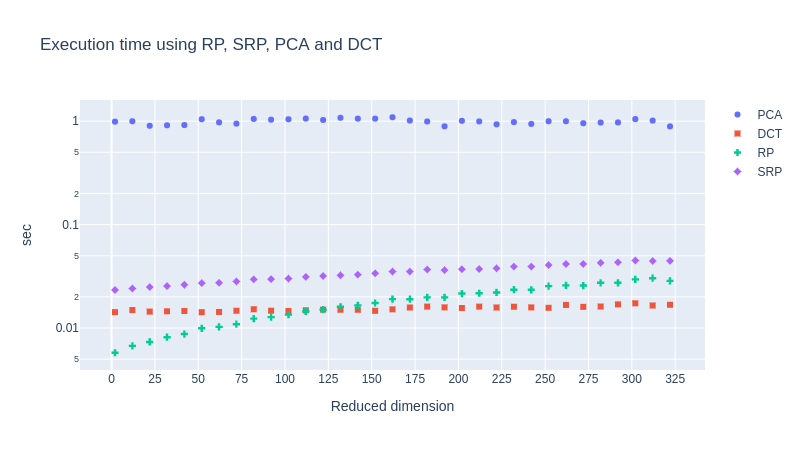 Execution time using RP, SRP, PCA and DCT
1
5
2
0.1
5
2
0.01
5
sec
0 25 50 75 100 125 150 175 200 225 250 275 300 325
Reduced dimension
PCA
DCT
RP
SRP